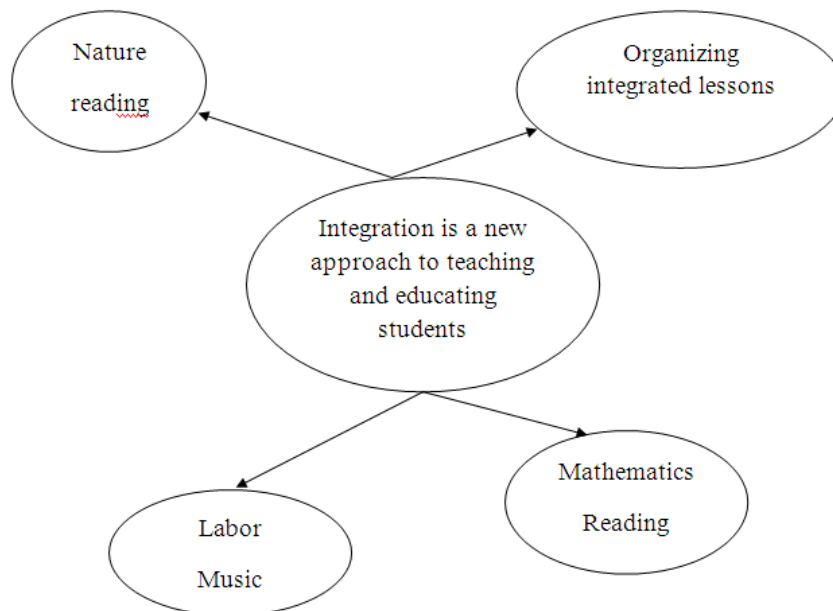 Nature
reading
Organizing
integrated lessons
Integration is a new
approach to teaching
and educating
students
Mathematics
Reading
Labor
Music